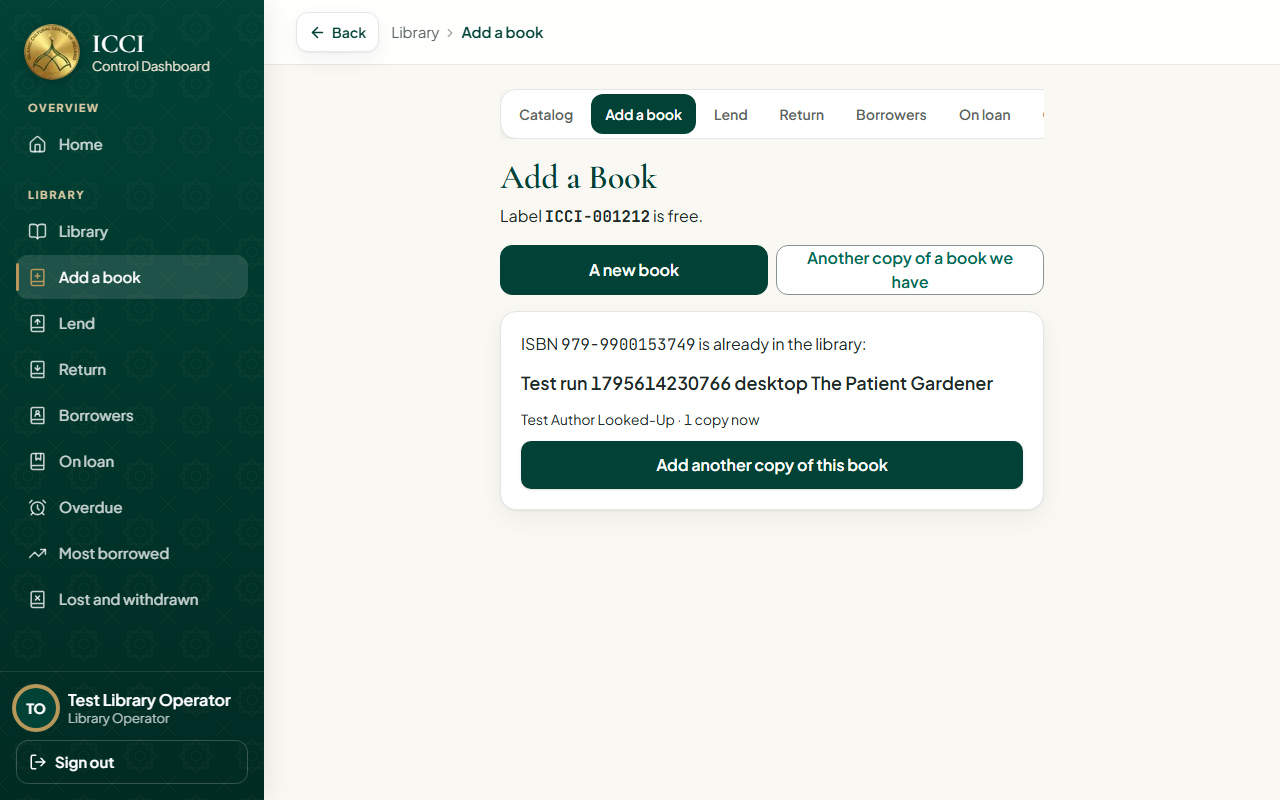 ICCI
Control Dashboard
OVERVIEW
Home
LIBRARY
Library
Add a book
Lend
Return
Borrowers
On loan
Overdue
Most borrowed
Lost and withdrawn
TO
Test Library Operator
Library Operator
Sign out
Back
Library > Add a book
Catalog Add a book Lend Return Borrowers On loan
Add a Book
Label ICCI-001212 is free.
A new book
Another copy of a book we
have
ISBN 979-9900153749 is already in the library:
Test run 1795614230766 desktop The Patient Gardener
Test Author Looked-Up · 1 copy now
Add another copy of this book